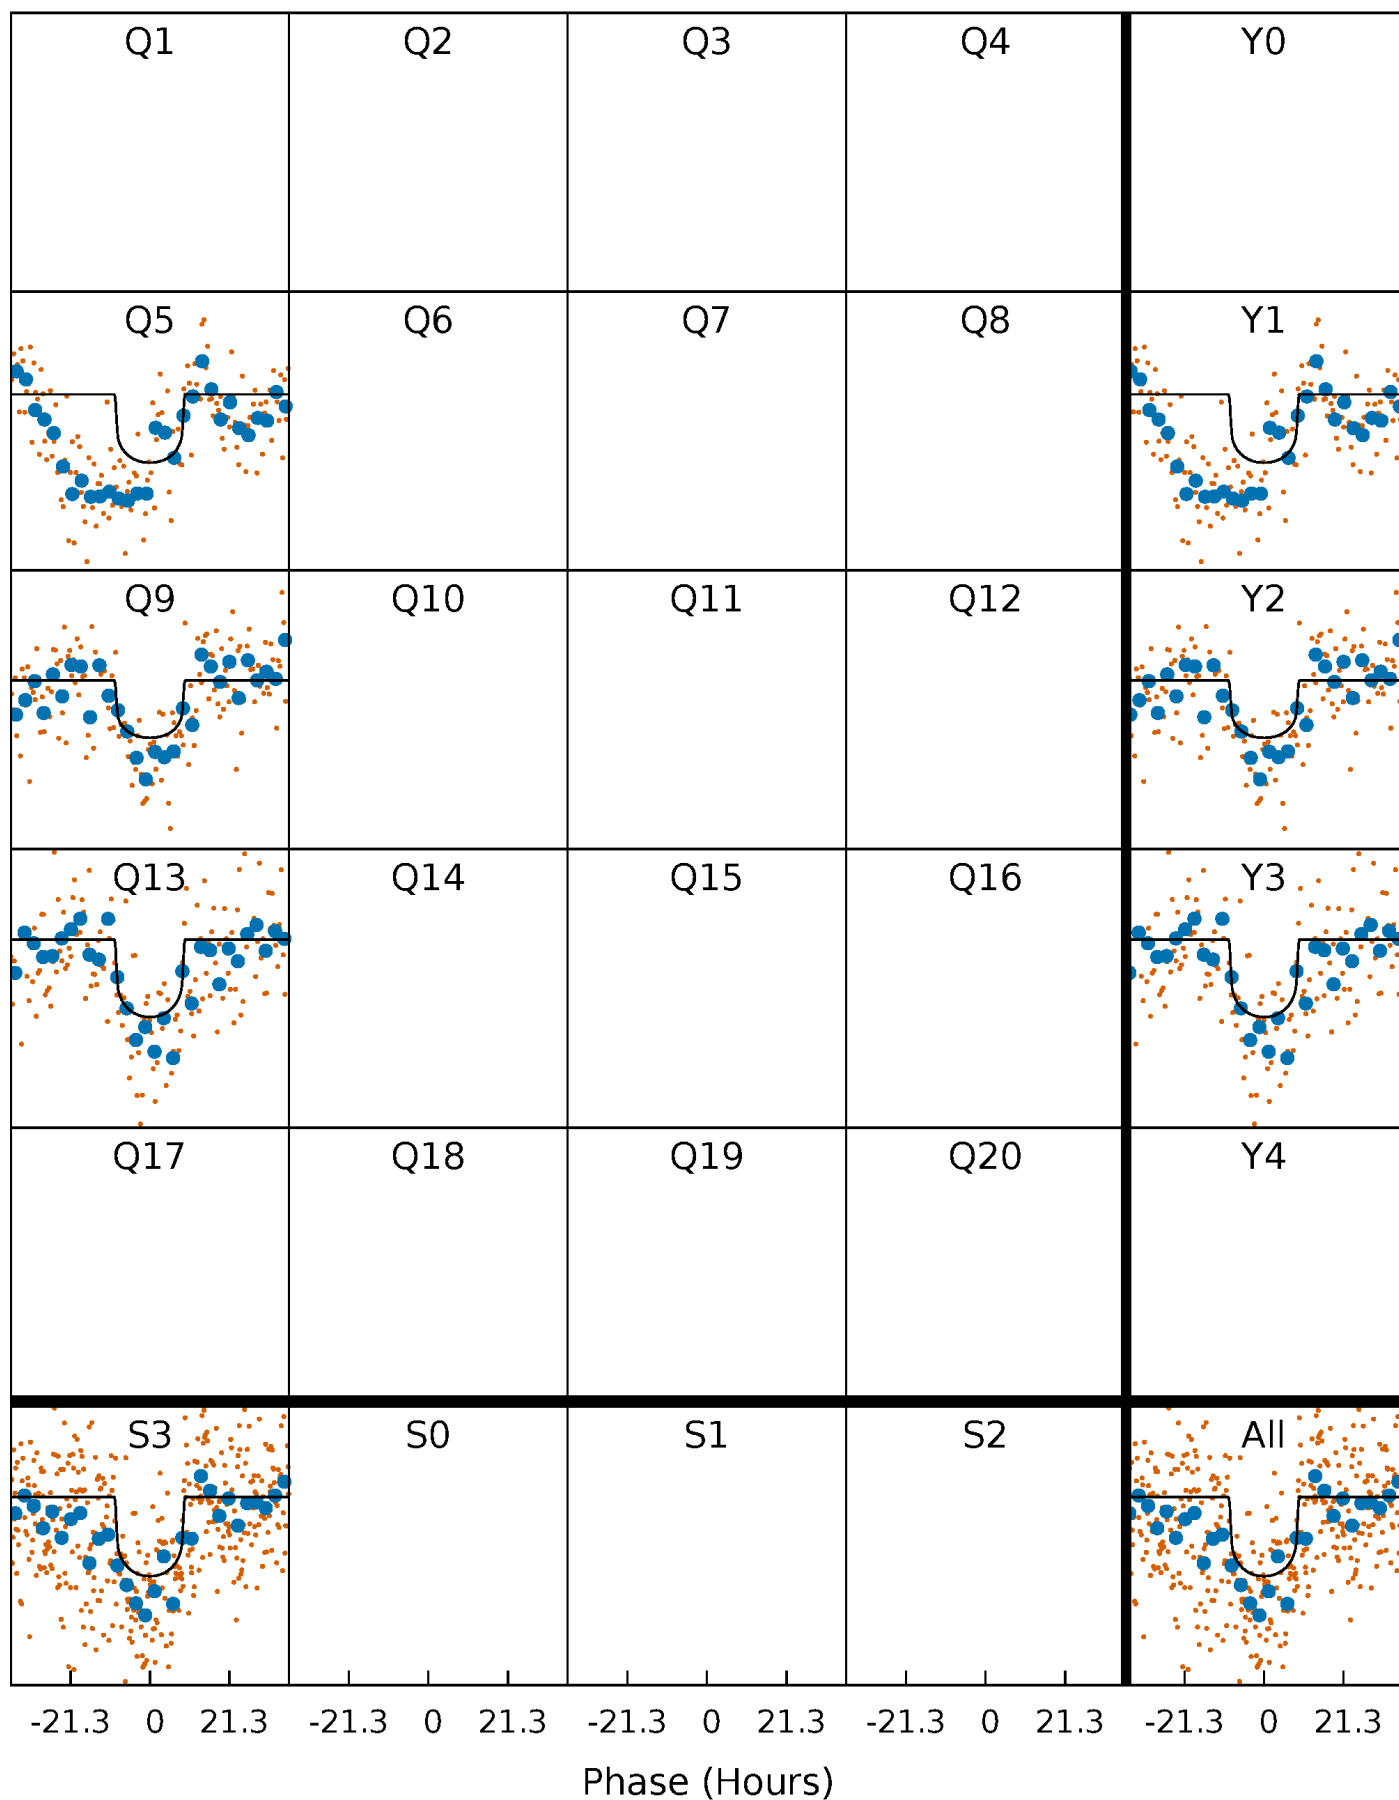 Q1 Q2 Q3 Q4 Y0
Q5 Q6 Q7 Q8 Y1
Q9 Q10 Q11 Q12 Y2
Q13 Q14 Q15 Q16 Y3
Q17 Q18 Q19 Q20 Y4
S3 S0 S1 S2 All
-21.3 0 21.3 -21.3 0 21.3 -21.3 0 21.3 -21.3 0 21.3 -21.3 0 21.3
Phase (Hours)